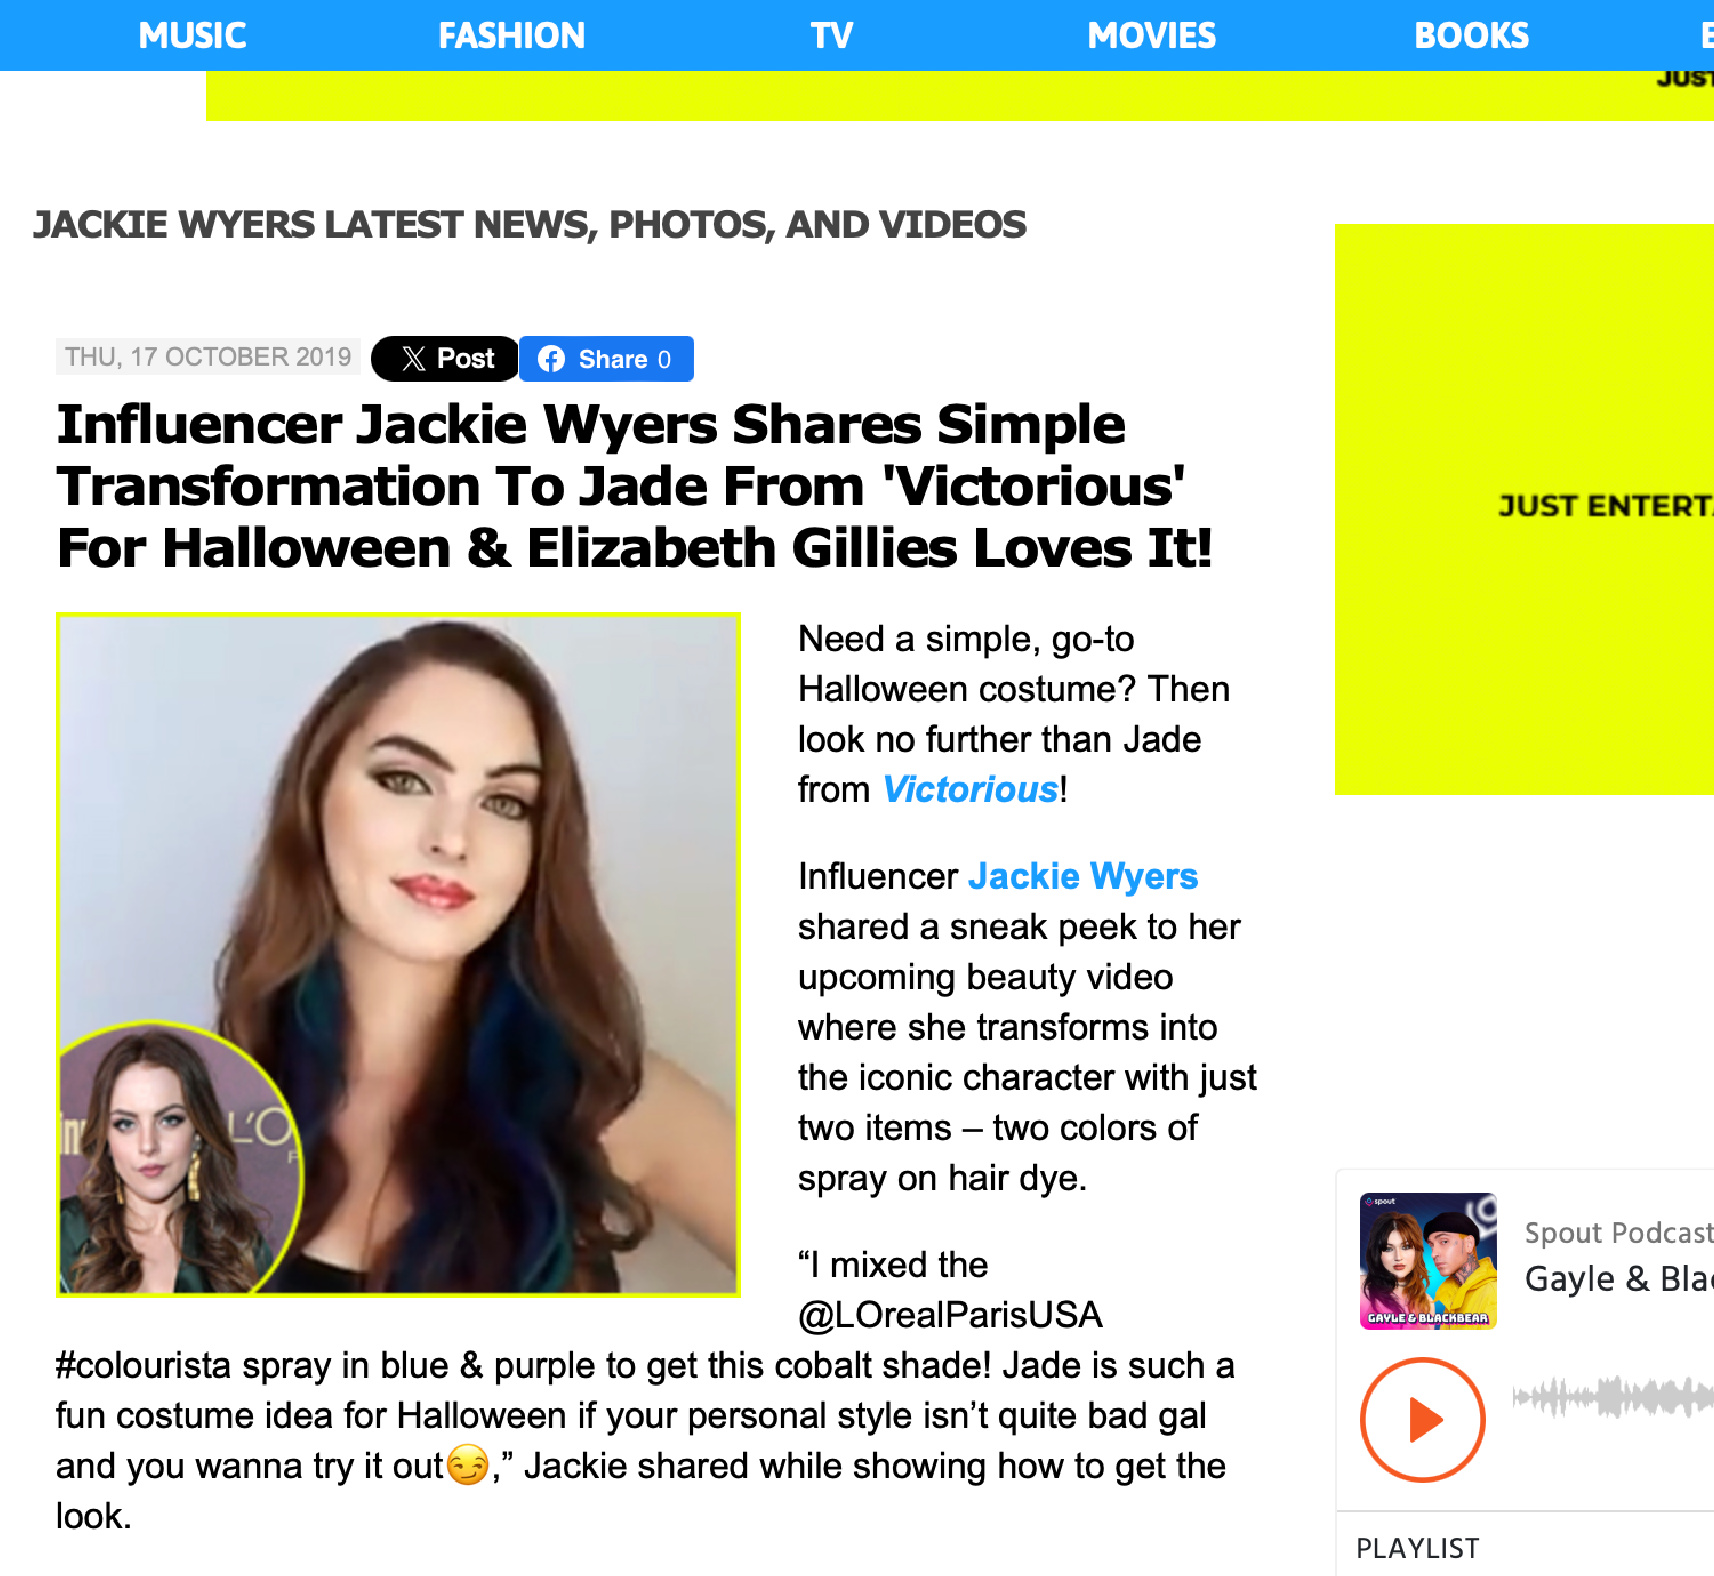 MUSIC FASHION TV MOVIES BOOKS
JUST
JACKIE WYERS LATEST NEWS, PHOTOS, AND VIDEOS
THU, 17 OCTOBER 2019 Post Share 0
Influencer Jackie Wyers Shares Simple
Transformation To Jade From 'Victorious'
For Halloween & Elizabeth Gillies Loves It!
L'O
Need a simple, go-to
Halloween costume? Then
look no further than Jade
from Victorious!
Influencer Jackie Wyers
shared a sneak peek to her
upcoming beauty video
where she transforms into
the iconic character with just
two items – two colors of
spray on hair dye.
“I mixed the
@LOrealParisUSA
#colourista spray in blue & purple to get this cobalt shade! Jade is such a
fun costume idea for Halloween if your personal style isn’t quite bad gal
and you wanna try it out😏,” Jackie shared while showing how to get the
look.
JUST ENTERTA
spout
GAYLE & BLACKBEAR
Spout Podcast
Gayle & Blac
PLAYLIST